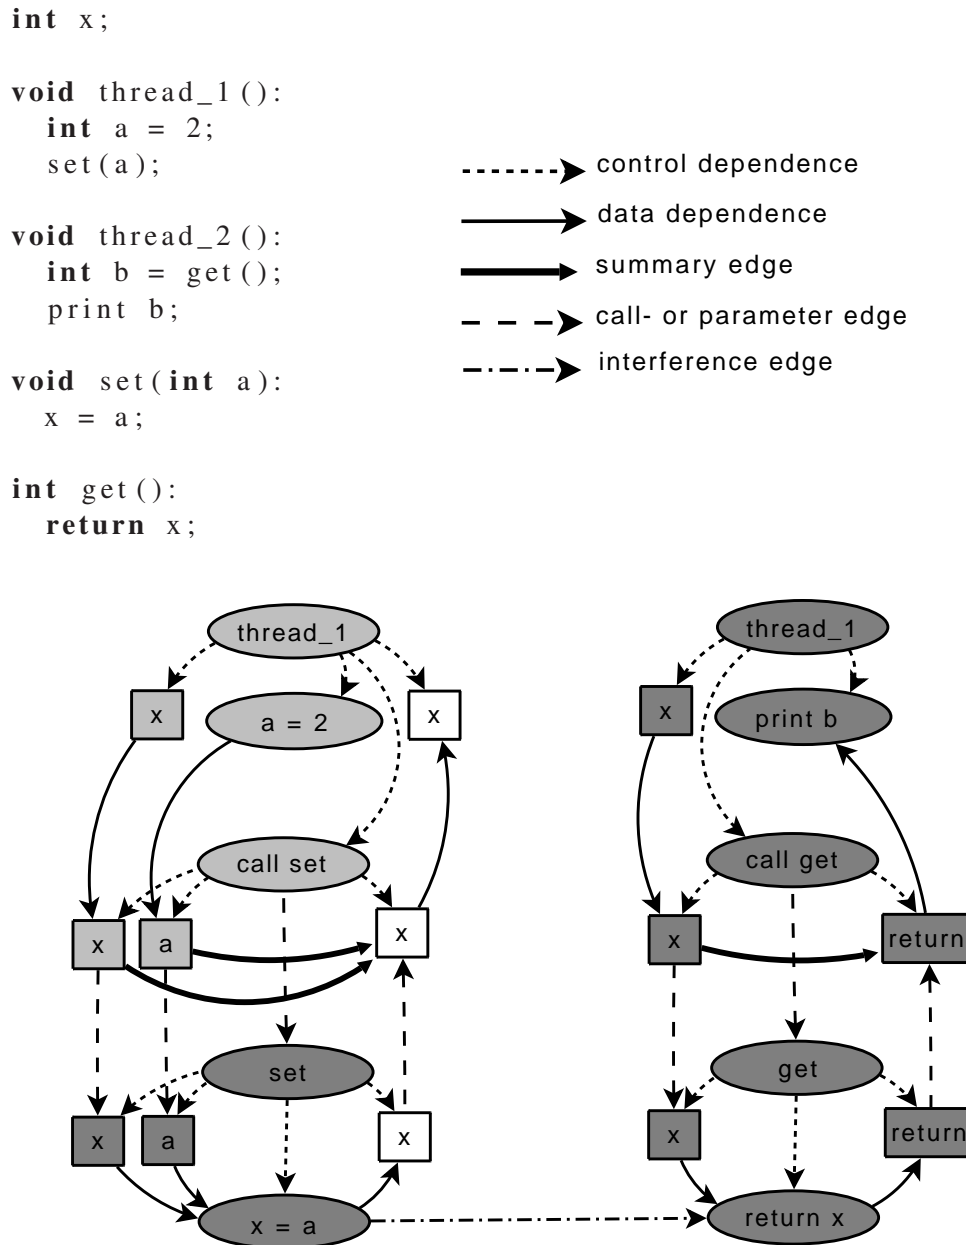 int x;
void thread_1():
int a = 2;
set(a);
void thread_2():
int b = get();
print b;
void set(int a):
x = a;
int get():
return x;
control dependence
data dependence
summary edge
call- or parameter edge
interference edge
thread_1
x
a = 2
x
call set
x
a
x
set
x
a
x
x = a
thread_1
x
print b
call get
x
return
get
x
return
return x